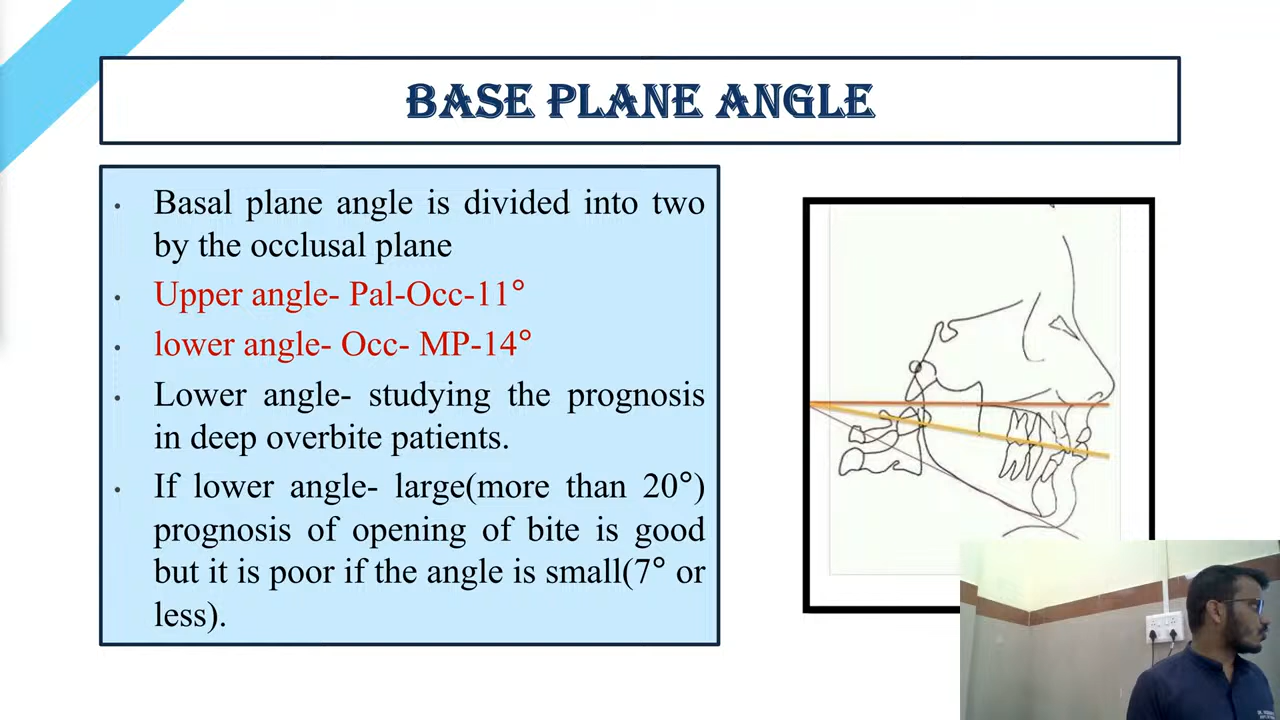 BASE PLANE ANGLE
• Basal plane angle is divided into two
by the occlusal plane
• Upper angle- Pal-Occ-11°
• lower angle- Occ- MP-14°
• Lower angle- studying the prognosis
in deep overbite patients.
• If lower angle- large(more than 20°)
prognosis of opening of bite is good
but it is poor if the angle is small(7° or
less).